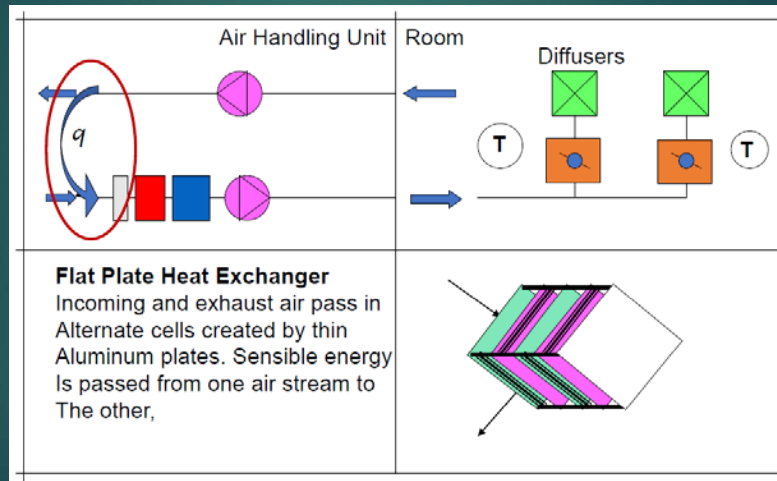 Air Handling Unit
Room
Diffusers
q
T
T
Flat Plate Heat Exchanger
Incoming and exhaust air pass in
Alternate cells created by thin
Aluminum plates. Sensible energy
Is passed from one air stream to
The other,